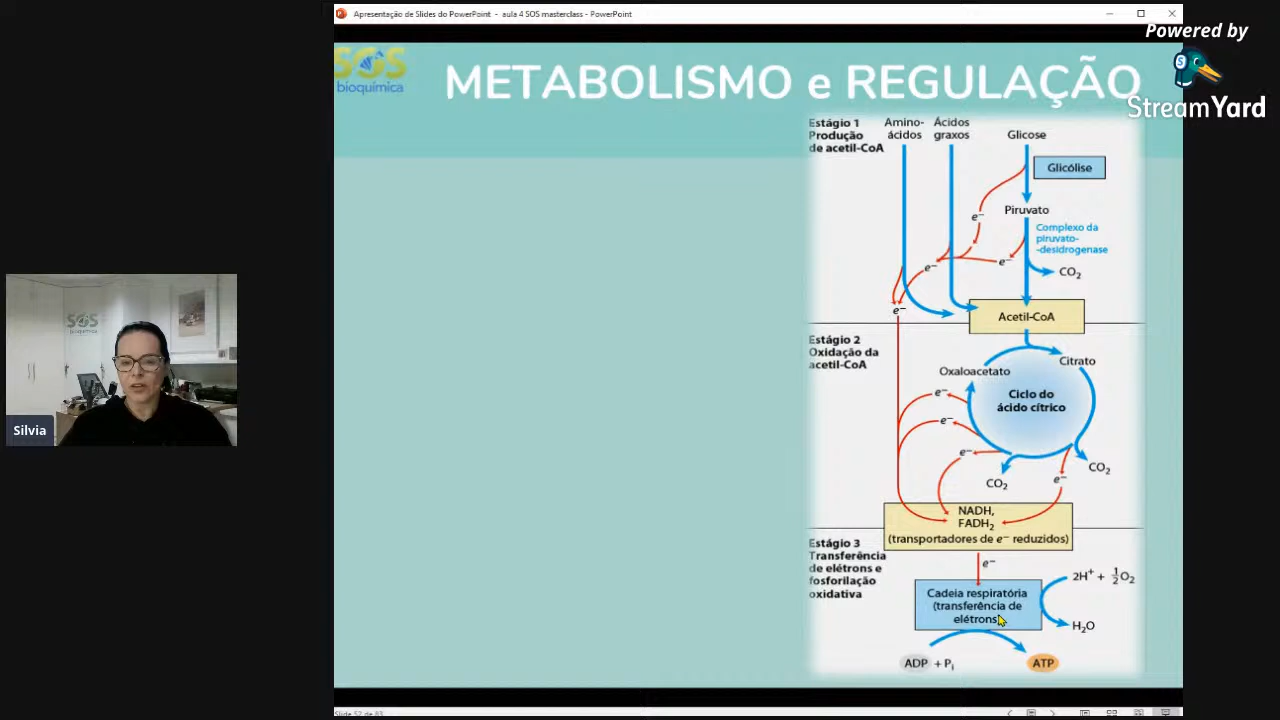 Apresentação de Slides do PowerPoint - aula 4 SOS masterclass - PowerPoint
Powered by
StreamYard
SOS
bioquímica
METABOLISMO e REGULAÇÃO
Estágio 1
Produção
de acetil-CoA
Amino-
ácidos
Ácidos
graxos
Glicose
Glicólise
e⁻
Piruvato
Complexo da
piruvato-
-desidrogenase
e⁻
e⁻
CO₂
e⁻
Acetil-CoA
Estágio 2
Oxidação da
acetil-CoA
Oxaloacetato
Citrato
Ciclo do
ácido cítrico
e⁻
e⁻
e⁻
CO₂
e⁻
CO₂
NADH,
FADH₂
(transportadores de e⁻ reduzidos)
Estágio 3
Transferência
de elétrons e
fosforilação
oxidativa
e⁻
2H⁺ + ½O₂
Cadeia respiratória
(transferência de
elétrons)
H₂O
ADP + Pᵢ
ATP
SOS
bioquímica
Silvia
Slide 52 de 83